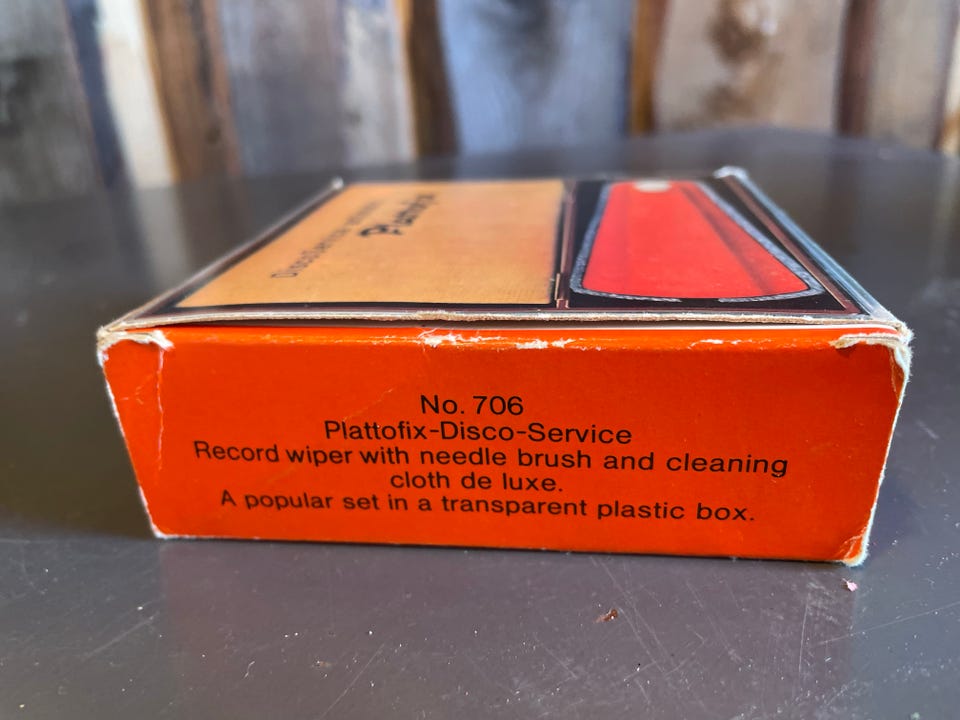 Plattofix
No. 706
Plattofix-Disco-Service
Record wiper with needle brush and cleaning
cloth de luxe.
A popular set in a transparent plastic box.